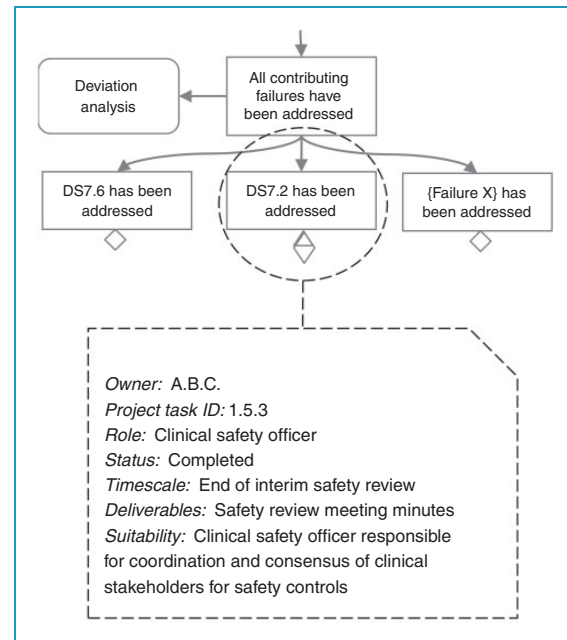 Deviation
analysis
All contributing
failures have
been addressed
DS7.6 has been
addressed
DS7.2 has been
addressed
{Failure X} has
been addressed
Owner: A.B.C.
Project task ID: 1.5.3
Role: Clinical safety officer
Status: Completed
Timescale: End of interim safety review
Deliverables: Safety review meeting minutes
Suitability: Clinical safety officer responsible
for coordination and consensus of clinical
stakeholders for safety controls